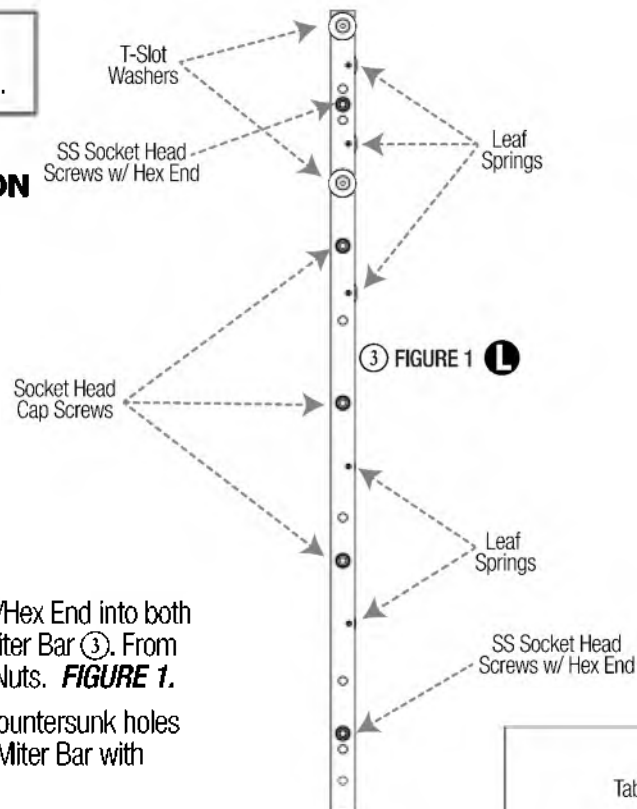 .
ON
T-Slot
Washers
SS Socket Head
Screws w/ Hex End
Leaf
Springs
③ FIGURE 1 L
Socket Head
Cap Screws
Leaf
Springs
SS Socket Head
Screws w/ Hex End
/Hex End into both
iter Bar ③. From
Nuts. FIGURE 1.
ountersunk holes
Miter Bar with
Tab